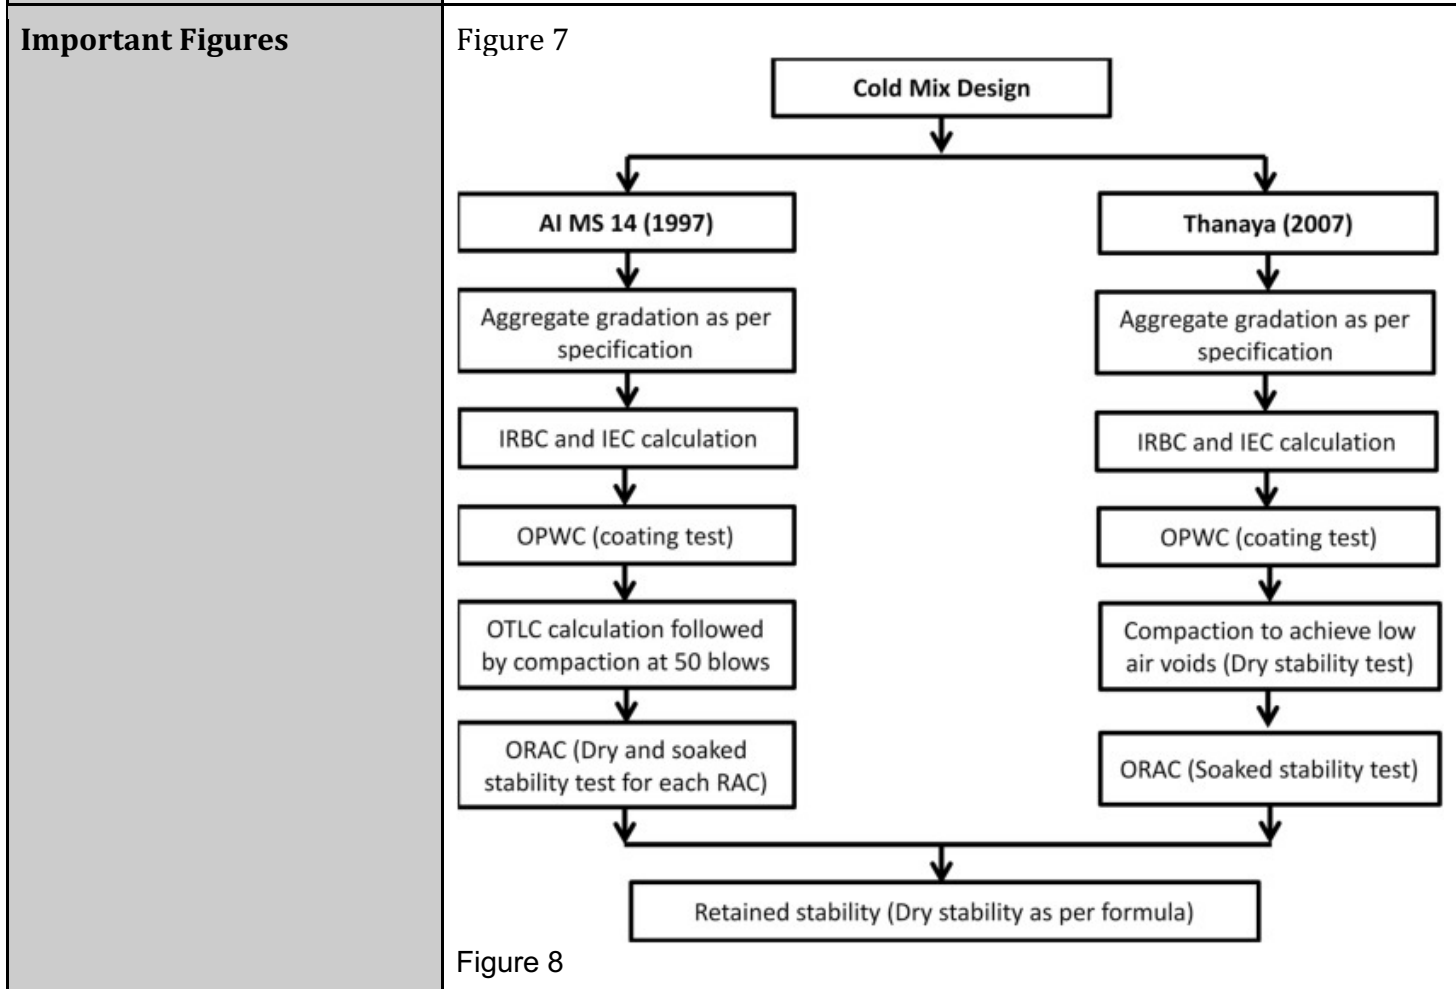 Important Figures
Figure 7
Cold Mix Design
AI MS 14 (1997)
Thanaya (2007)
Aggregate gradation as per
specification
Aggregate gradation as per
specification
IRBC and IEC calculation
IRBC and IEC calculation
OPWC (coating test)
OPWC (coating test)
OTLC calculation followed
by compaction at 50 blows
Compaction to achieve low
air voids (Dry stability test)
ORAC (Dry and soaked
stability test for each RAC)
ORAC (Soaked stability test)
Retained stability (Dry stability as per formula)
Figure 8